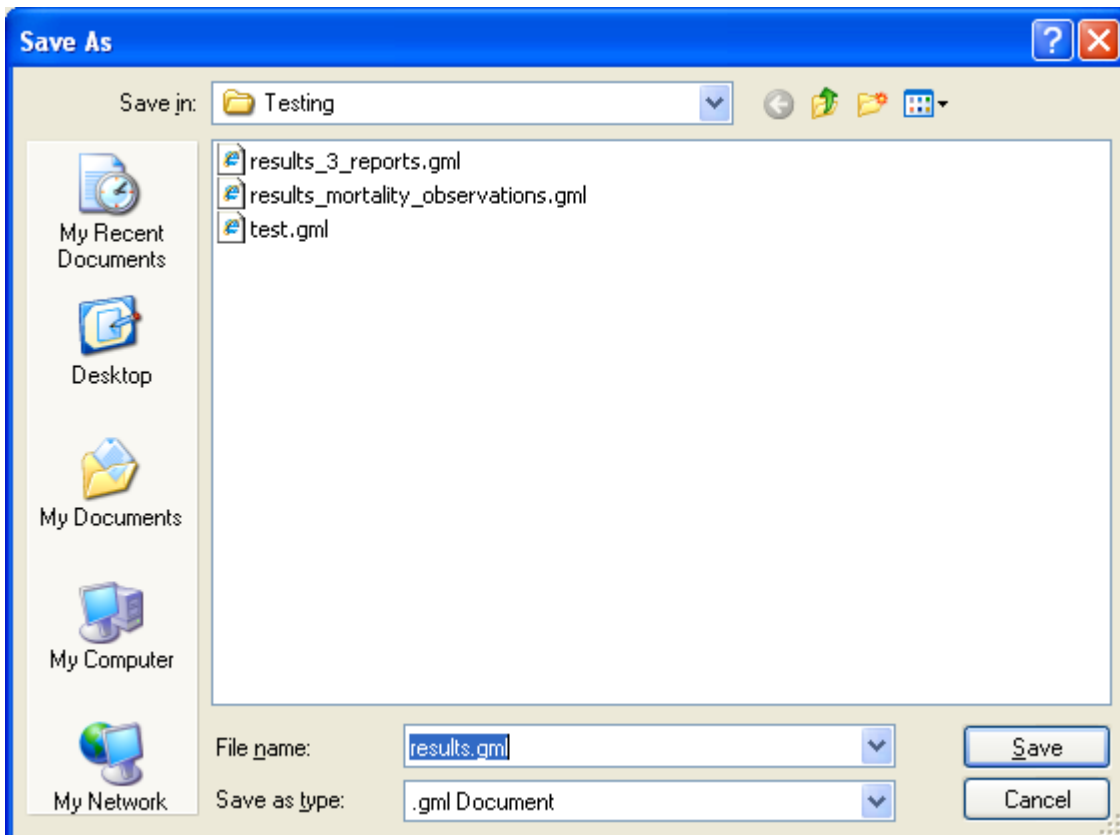 Save As
Save in: Testing
results_3_reports.gml
results_mortality_observations.gml
test.gml
My Recent
Documents
Desktop
My Documents
My Computer
My Network
File name: results.gml
Save
Save as type: .gml Document
Cancel